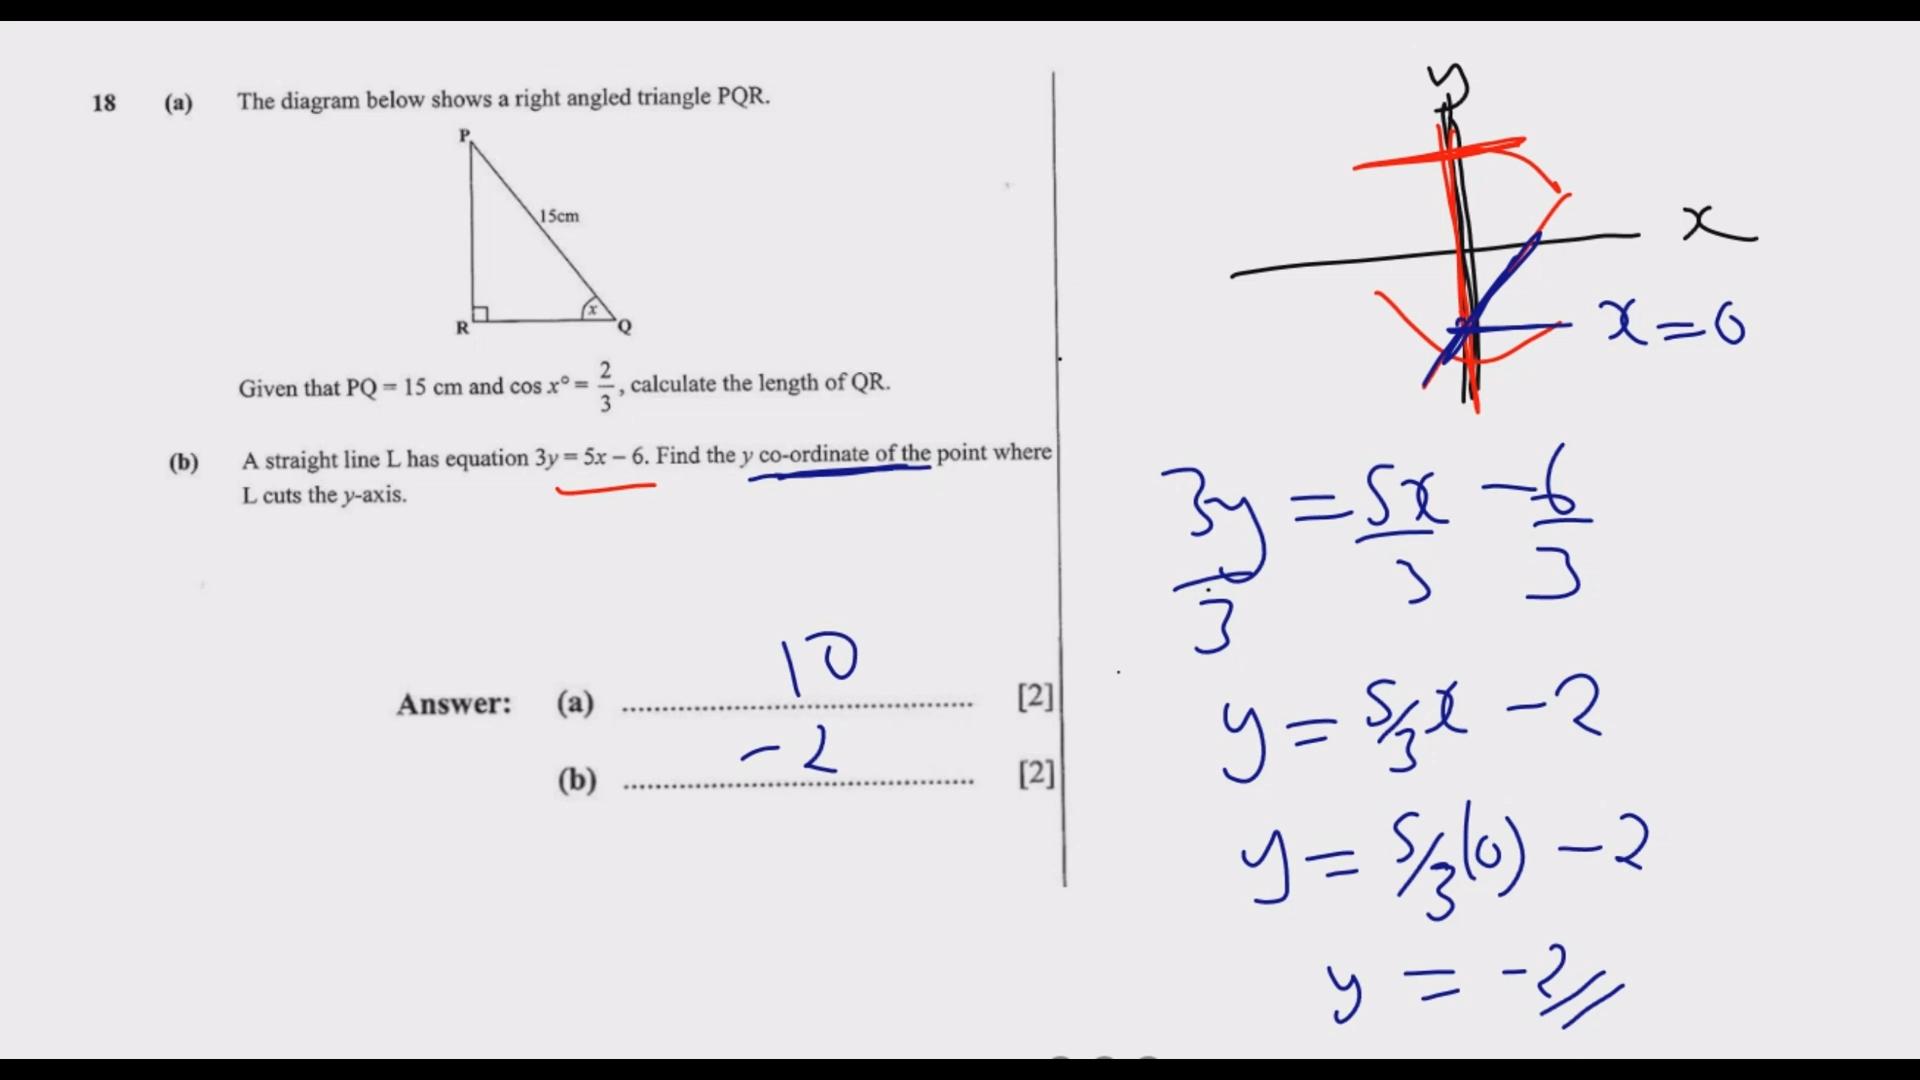 18 (a) The diagram below shows a right angled triangle PQR.
P
15cm
x
R
Q
Given that PQ = 15 cm and cos x° = 2/3, calculate the length of QR.
(b) A straight line L has equation 3y = 5x – 6. Find the y co-ordinate of the point where
L cuts the y-axis.
Answer: (a) 10 [2]
(b) -2 [2]
y
x
x = 0
3y/3 = 5x/3 - 6/3
y = 5/3 x - 2
y = 5/3 (0) - 2
y = -2